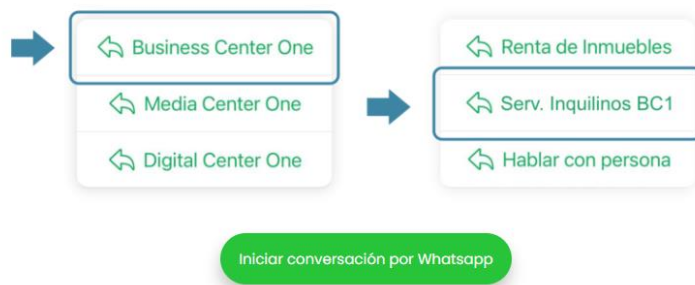 Business Center One
Media Center One
Digital Center One
Renta de Inmuebles
Serv. Inquilinos BC1
Hablar con persona
Iniciar conversación por Whatsapp